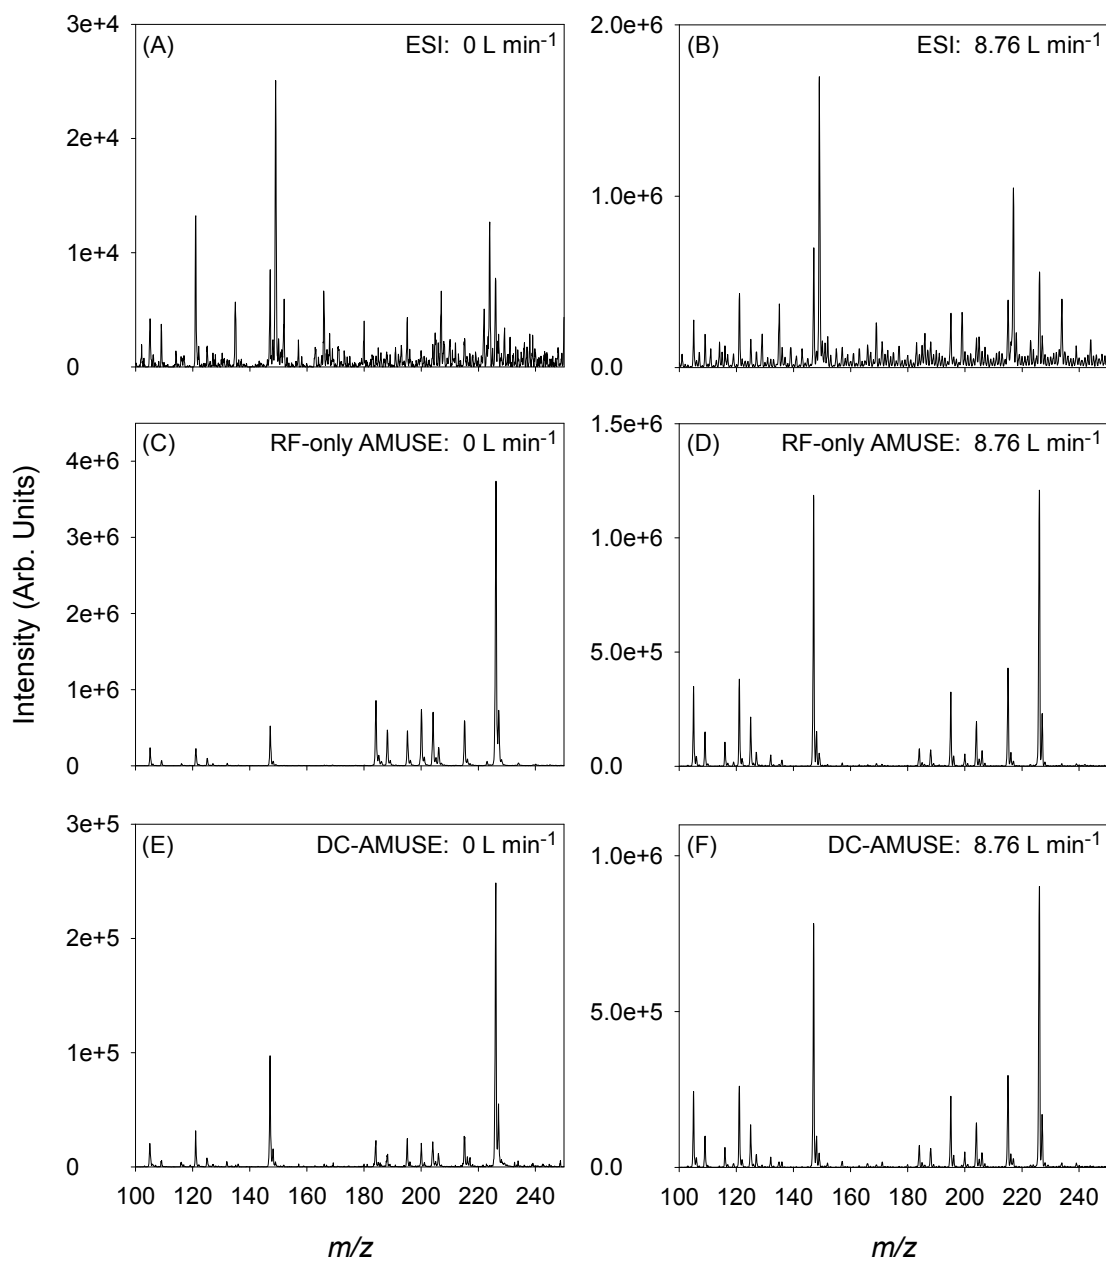 (A) ESI: 0 L min⁻¹
3e+4
2e+4
1e+4
0
(B) ESI: 8.76 L min⁻¹
2.0e+6
1.0e+6
0.0
(C) RF-only AMUSE: 0 L min⁻¹
4e+6
3e+6
2e+6
1e+6
0
(D) RF-only AMUSE: 8.76 L min⁻¹
1.5e+6
1.0e+6
5.0e+5
0.0
Intensity (Arb. Units)
(E) DC-AMUSE: 0 L min⁻¹
3e+5
2e+5
1e+5
0
100 120 140 160 180 200 220 240
m/z
(F) DC-AMUSE: 8.76 L min⁻¹
1.0e+6
5.0e+5
0.0
100 120 140 160 180 200 220 240
m/z